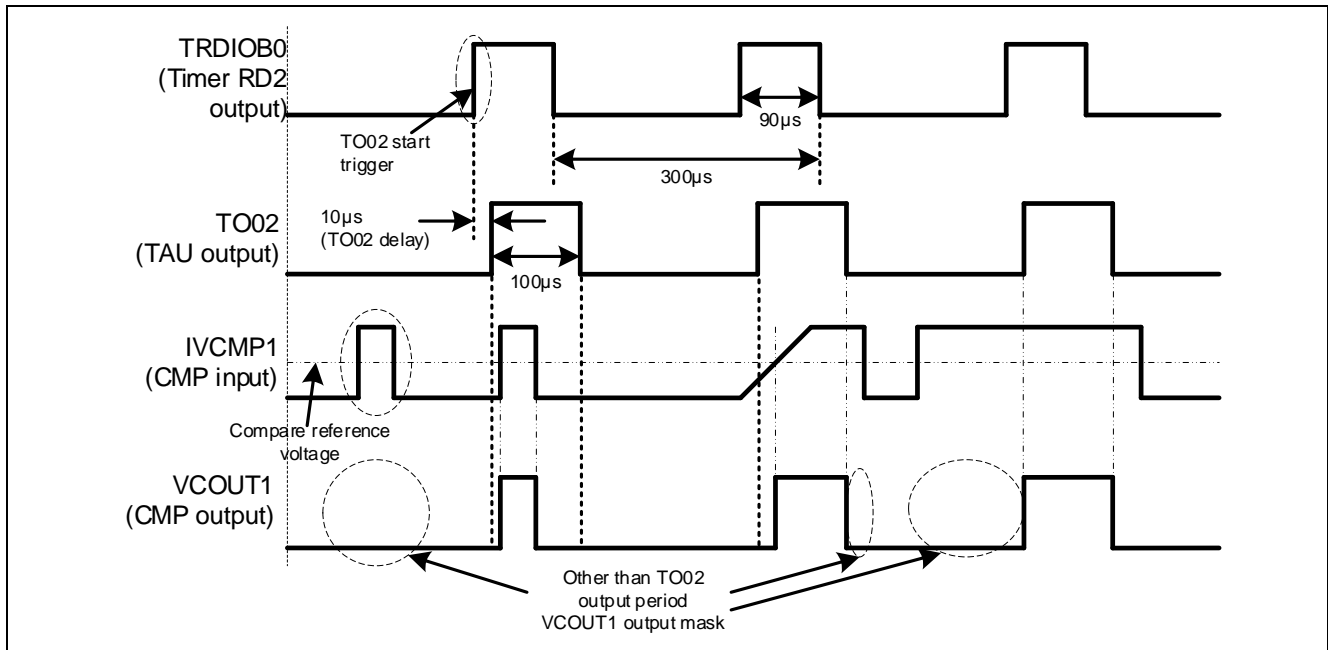 TRDIOB0
(Timer RD2
output)
TO02 start
trigger
90µs
300µs
TO02
(TAU output)
10µs
(TO02 delay)
100µs
IVCMP1
(CMP input)
Compare reference
voltage
VCOUT1
(CMP output)
Other than TO02
output period
VCOUT1 output mask